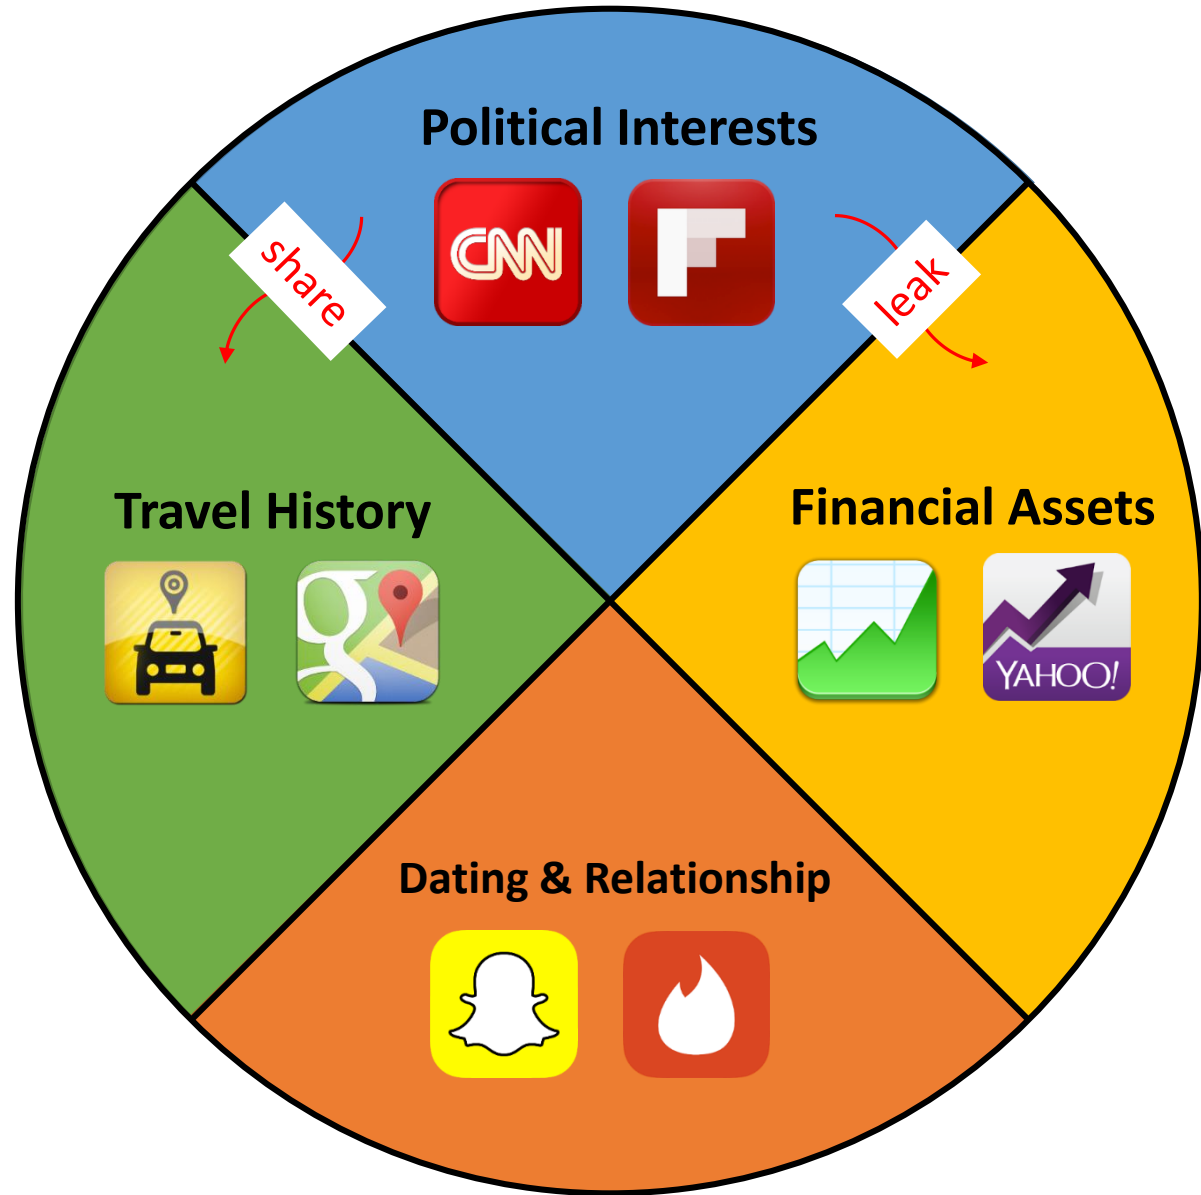 Political Interests
CNN
share
leak
Travel History
Financial Assets
g
YAHOO!
Dating & Relationship